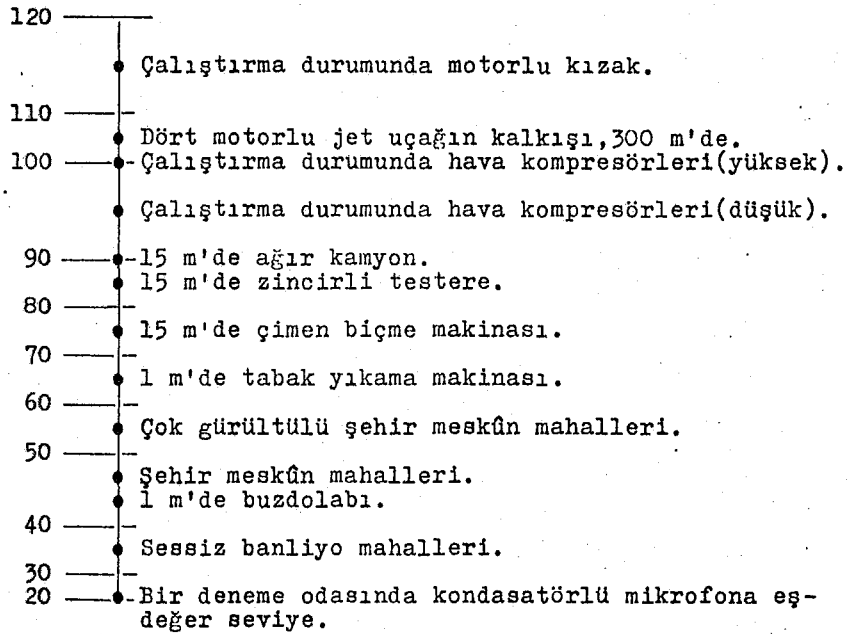 120
Çalıştırma durumunda motorlu kızak.
110
Dört motorlu jet uçağın kalkışı,300 m'de.
100 Çalıştırma durumunda hava kompresörleri(yüksek).
Çalıştırma durumunda hava kompresörleri(düşük).
90 15 m'de ağır kamyon.
15 m'de zincirli testere.
80
15 m'de çimen biçme makinası.
70
1 m'de tabak yıkama makinası.
60
Çok gürültülü şehir meskûn mahalleri.
50
Şehir meskûn mahalleri.
1 m'de buzdolabı.
40
Sessiz banliyo mahalleri.
30
20 Bir deneme odasında kondasatörlü mikrofona eş-
değer seviye.